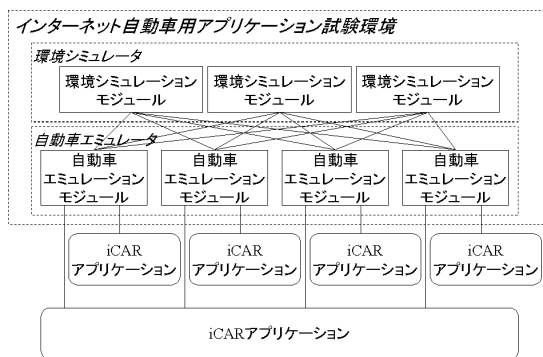 インターネット自動車用アプリケーション試験環境
環境シミュレータ
環境シミュレーション
モジュール
環境シミュレーション
モジュール
環境シミュレーション
モジュール
自動車エミュレータ
自動車
エミュレーション
モジュール
自動車
エミュレーション
モジュール
自動車
エミュレーション
モジュール
自動車
エミュレーション
モジュール
iCAR
アプリケーション
iCAR
アプリケーション
iCAR
アプリケーション
iCAR
アプリケーション
iCARアプリケーション